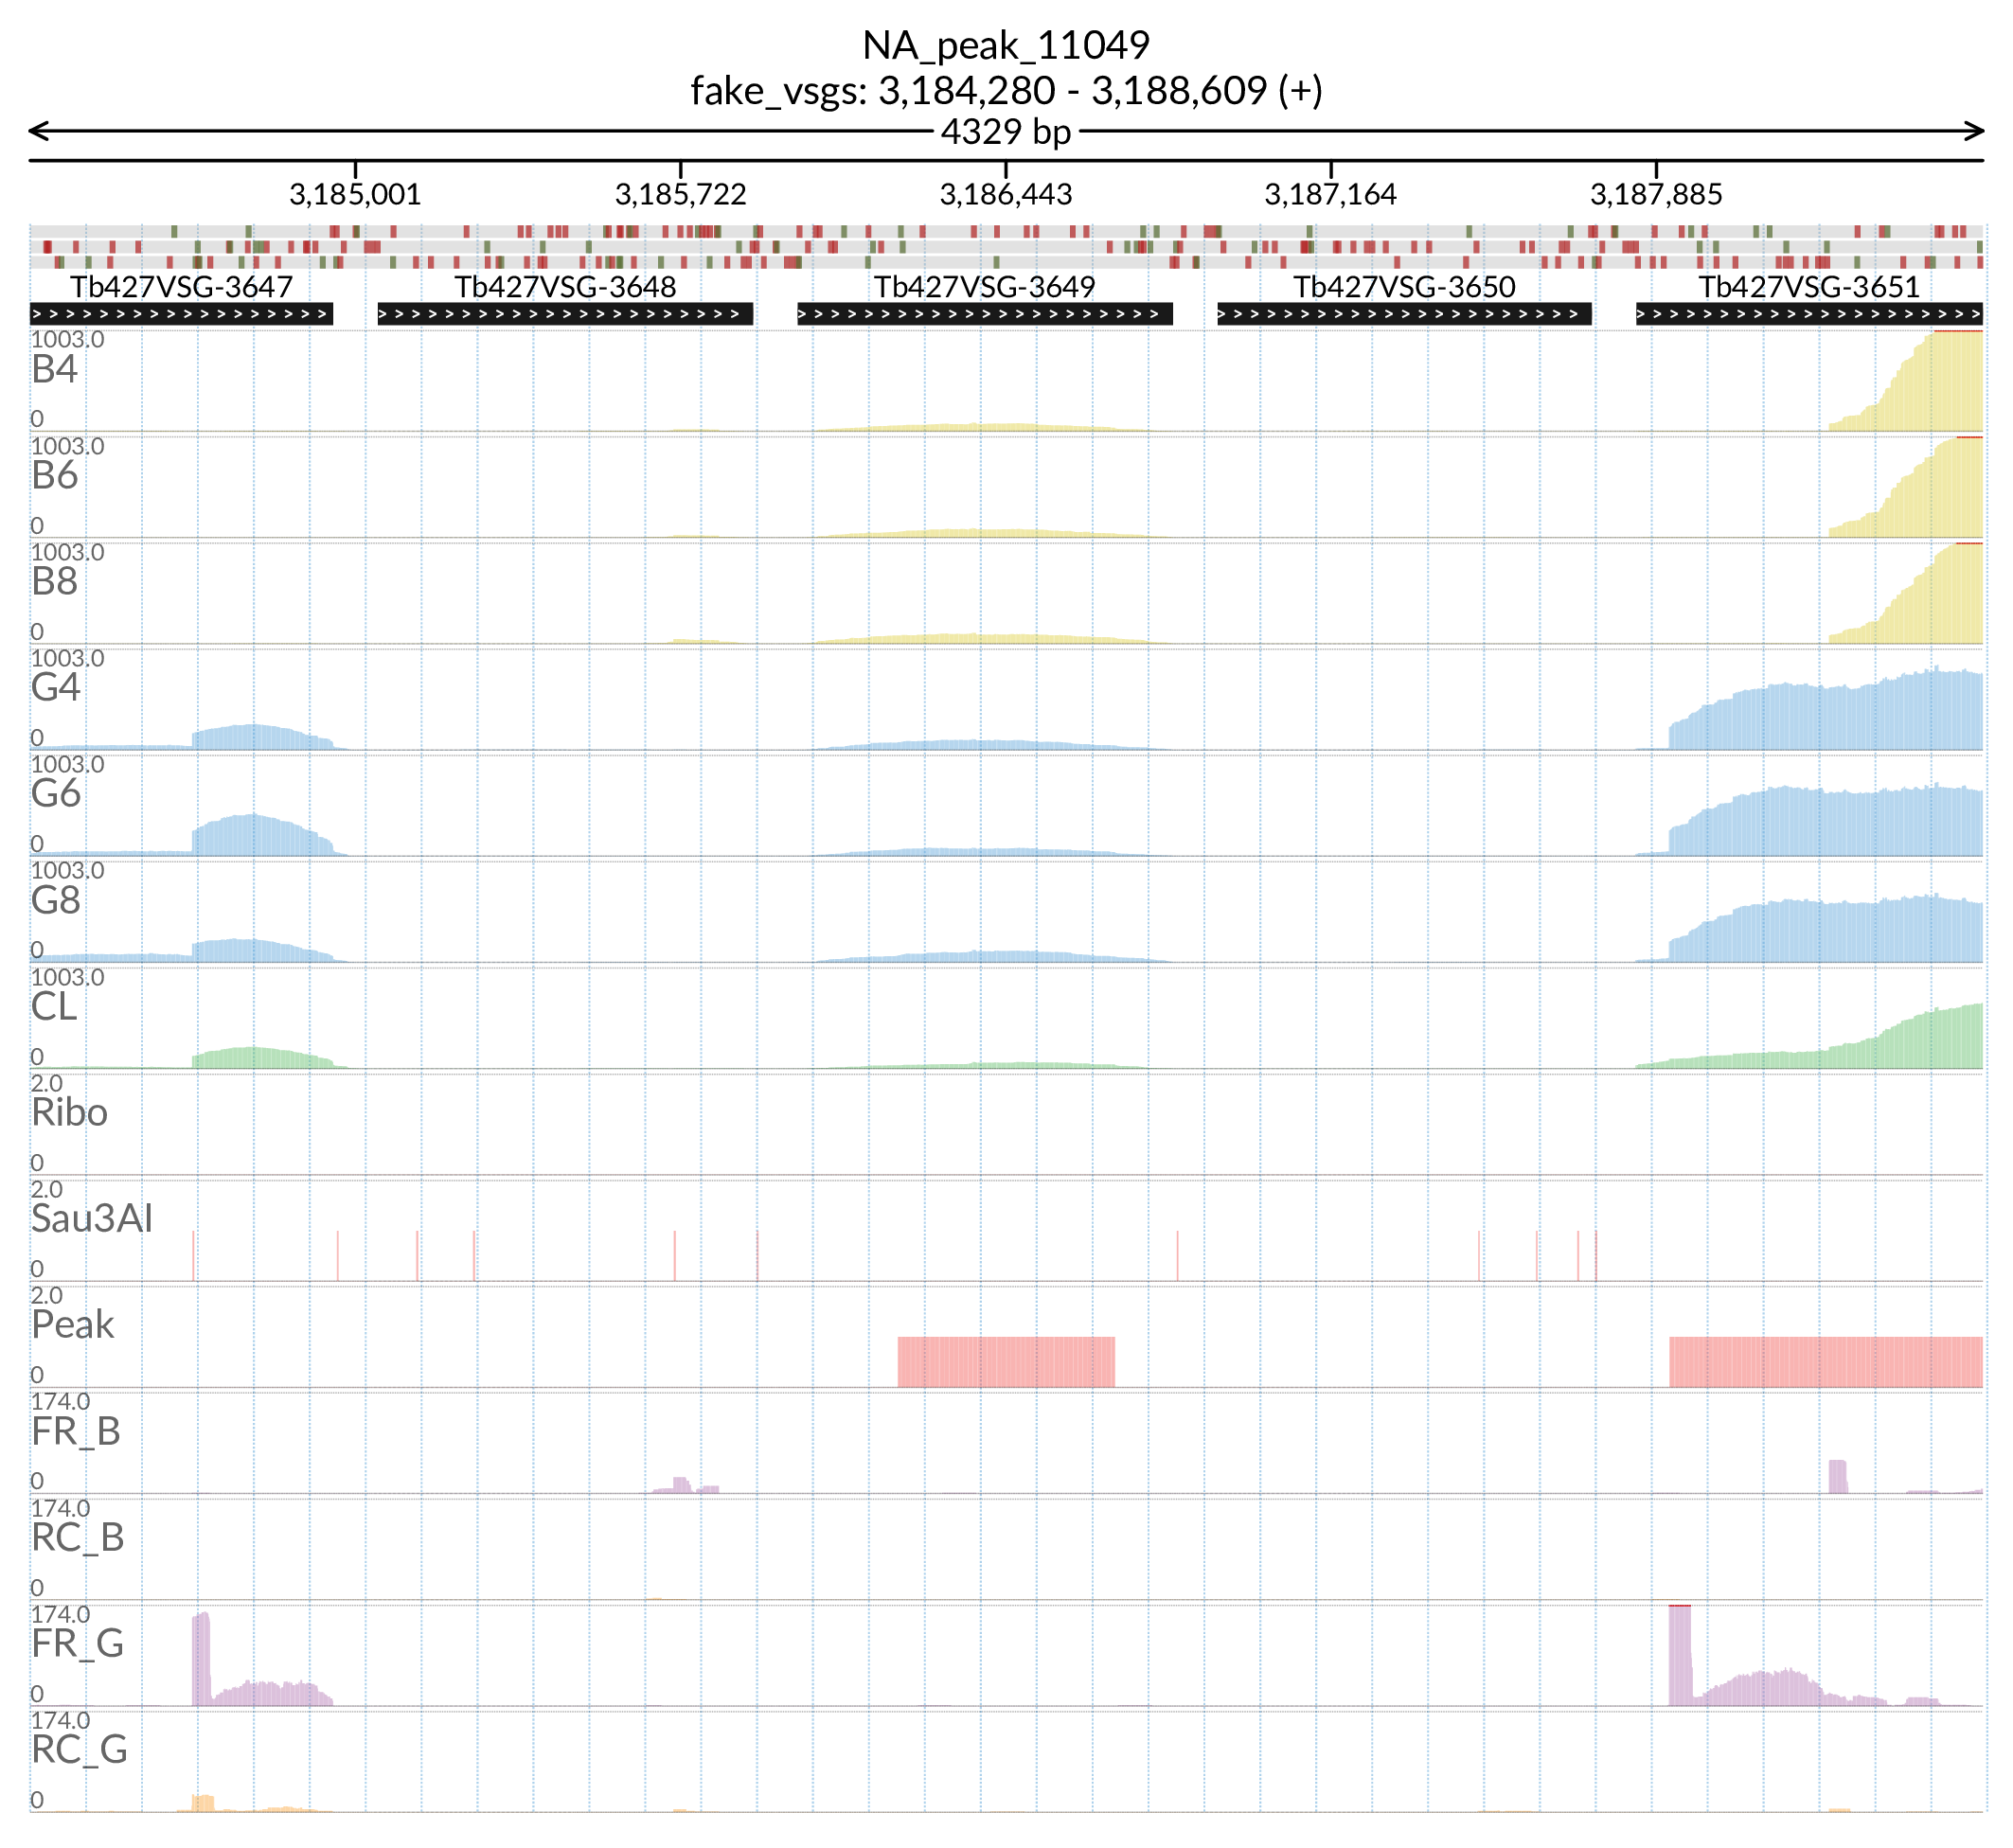 NA_peak_11049
fake_vsgs: 3,184,280 - 3,188,609 (+)
4329 bp
3,185,001 3,185,722 3,186,443 3,187,164 3,187,885
Tb427VSG-3647 Tb427VSG-3648 Tb427VSG-3649 Tb427VSG-3650 Tb427VSG-3651
1003.0
B4
0
1003.0
B6
0
1003.0
B8
0
1003.0
G4
0
1003.0
G6
0
1003.0
G8
0
1003.0
CL
0
2.0
Ribo
0
2.0
Sau3AI
0
2.0
Peak
0
174.0
FR_B
0
174.0
RC_B
0
174.0
FR_G
0
174.0
RC_G
0